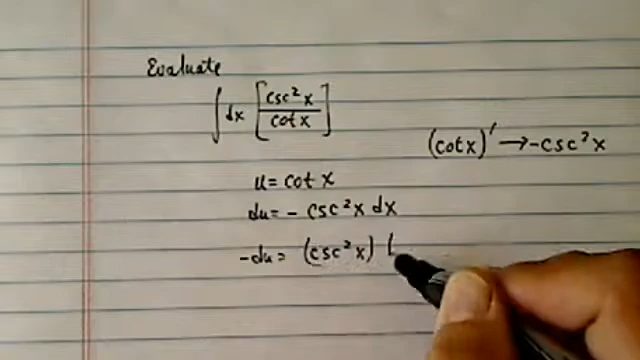 Evaluate
∫ dx [csc²x / cot x]
(cot x)' → -csc²x
u = cot x
du = - csc²x dx
-du = (csc²x) (